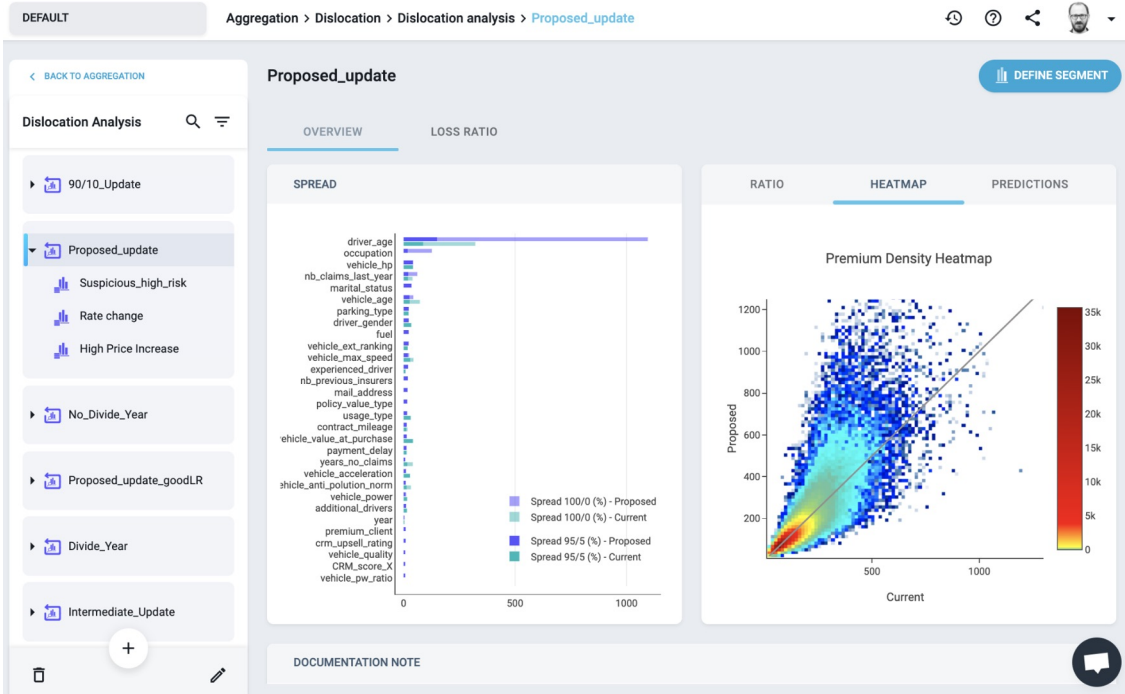 DEFAULT
Aggregation > Dislocation > Dislocation analysis > Proposed_update
BACK TO AGGREGATION
Dislocation Analysis
90/10_Update
Proposed_update
Suspicious_high_risk
Rate change
High Price Increase
No_Divide_Year
Proposed_update_goodLR
Divide_Year
Intermediate_Update
+
Proposed_update
DEFINE SEGMENT
OVERVIEW
LOSS RATIO
SPREAD
driver_age
occupation
vehicle_hp
nb_claims_last_year
marital_status
vehicle_age
parking_type
driver_gender
fuel
vehicle_ext_ranking
vehicle_max_speed
experienced_driver
nb_previous_insurers
mail_address
policy_value_type
usage_type
contract_mileage
ehicle_value_at_purchase
payment_delay
years_no_claims
vehicle_acceleration
ehicle_anti_polution_norm
vehicle_power
additional_drivers
year
premium_client
crm_upsell_rating
vehicle_quality
CRM_score_X
vehicle_pw_ratio
Spread 100/0 (%) - Proposed
Spread 100/0 (%) - Current
Spread 95/5 (%) - Proposed
Spread 95/5 (%) - Current
0 500 1000
RATIO
HEATMAP
PREDICTIONS
Premium Density Heatmap
Proposed
1200
1000
800
600
400
200
500 1000
Current
35k
30k
25k
20k
15k
10k
5k
0
DOCUMENTATION NOTE